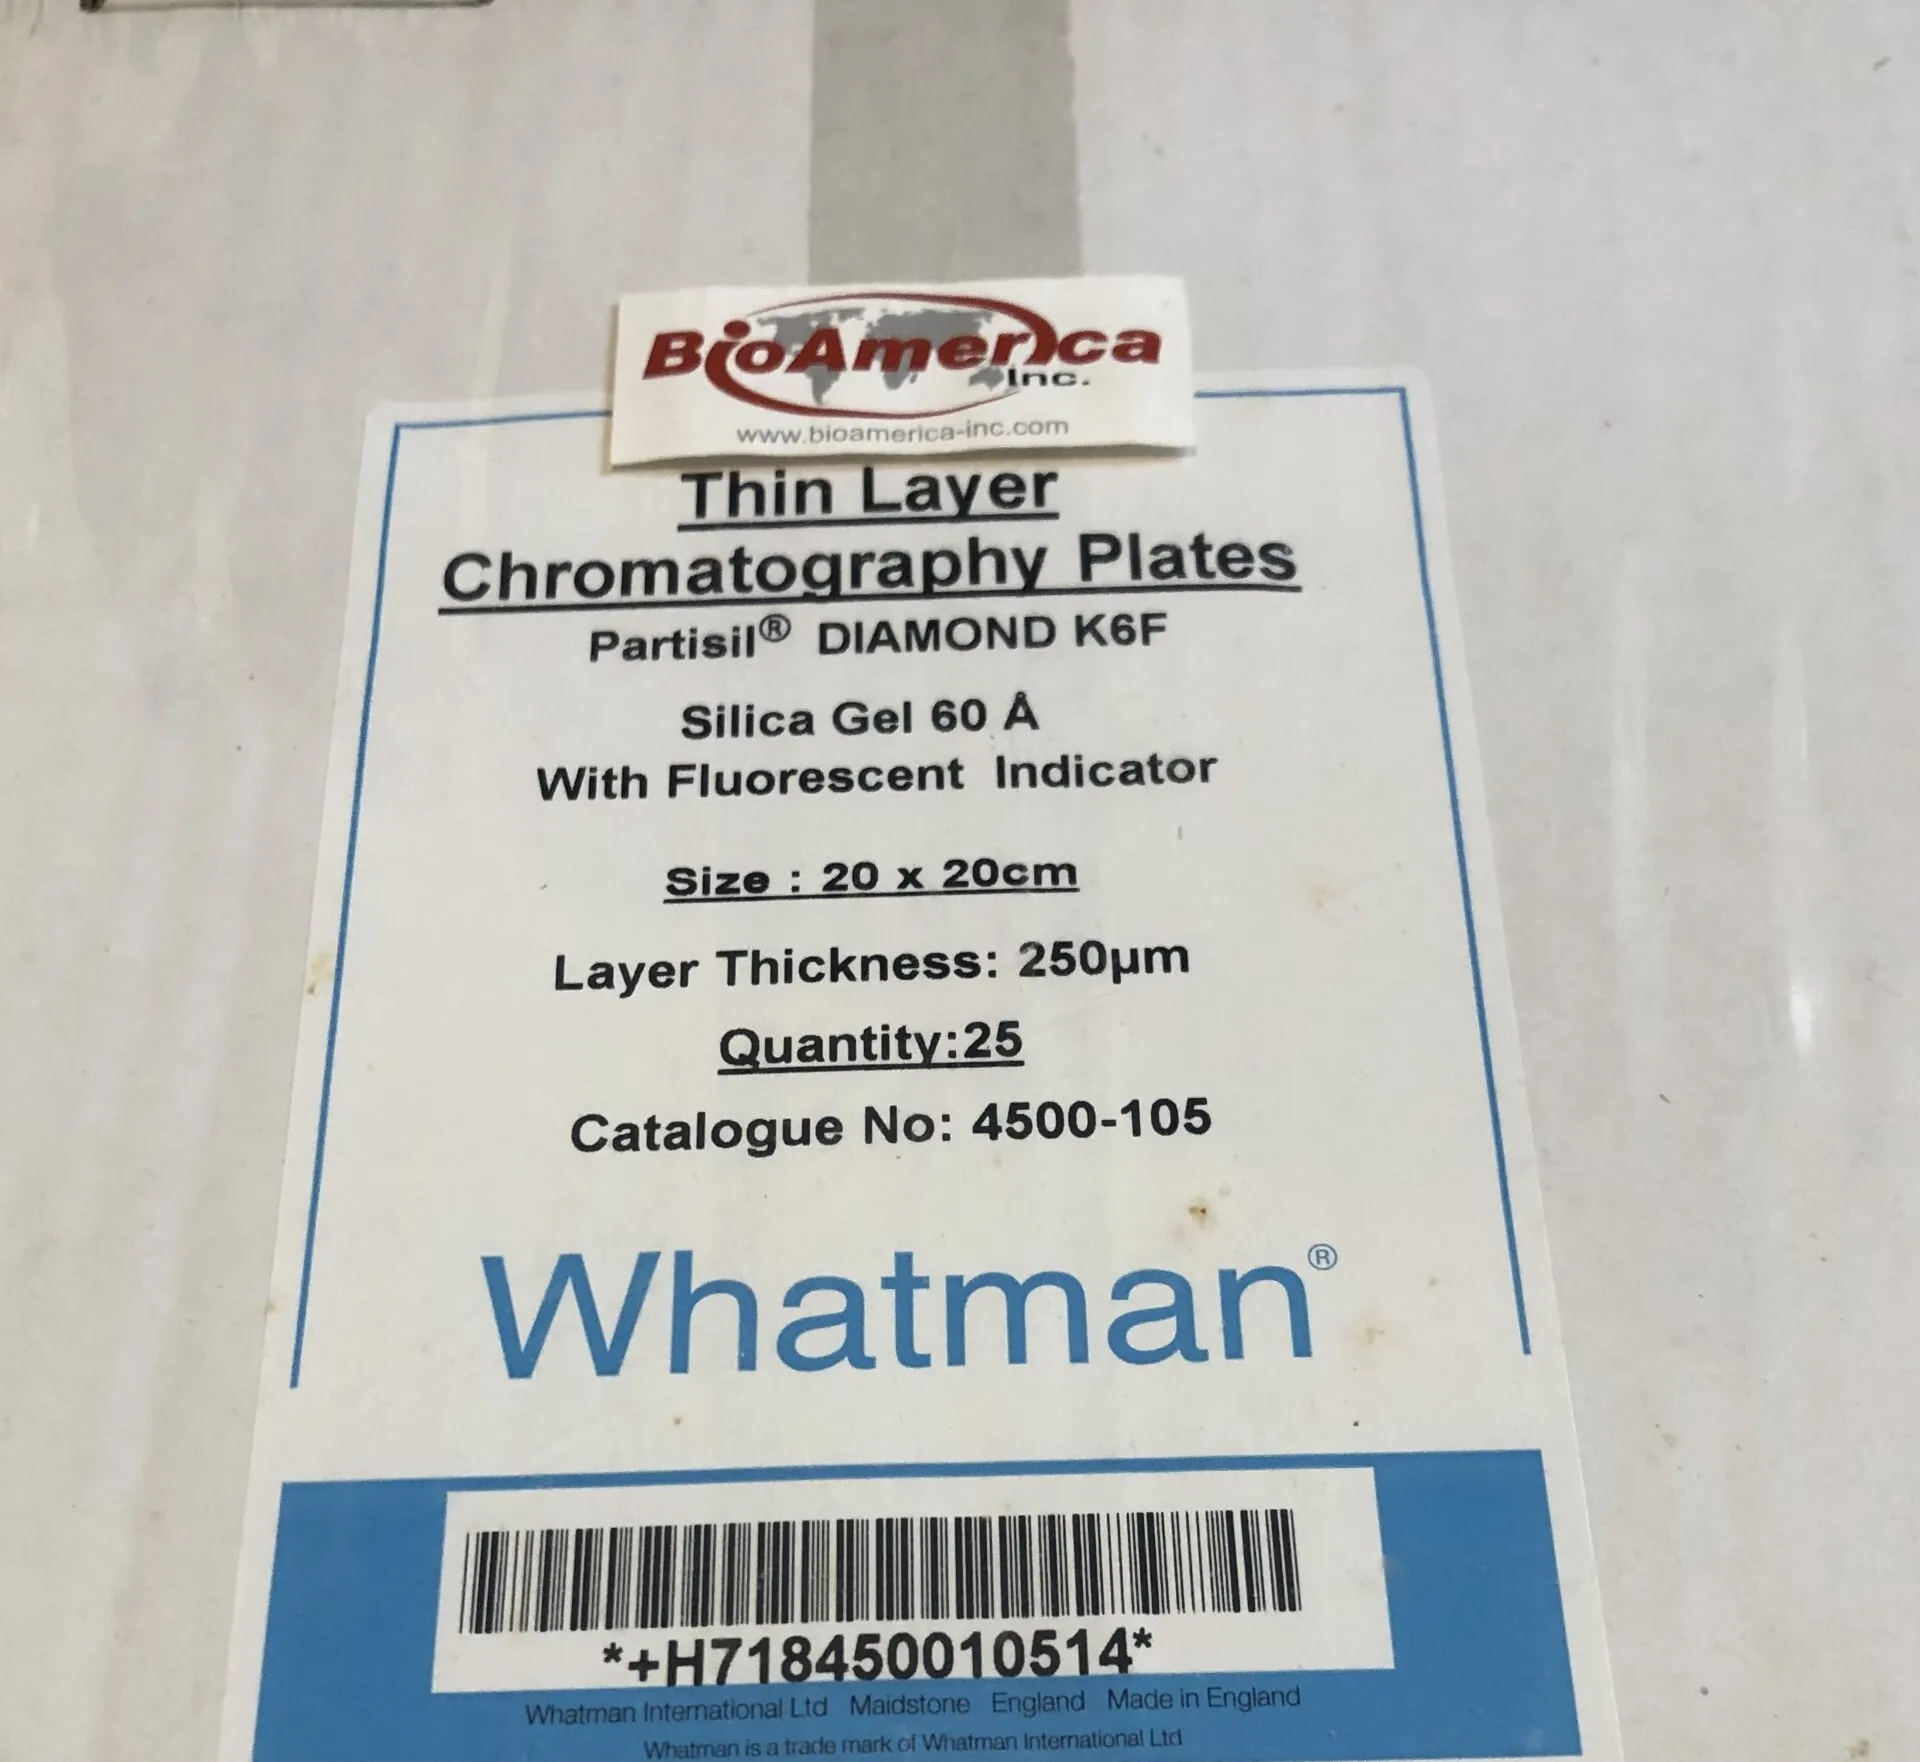 BioAmerica
Inc.
www.bioamerica-inc.com
Thin Layer
Chromatography Plates
Partisil® DIAMOND K6F
Silica Gel 60 Å
With Fluorescent Indicator
Size : 20 x 20cm
Layer Thickness: 250µm
Quantity:25
Catalogue No: 4500-105
Whatman®
*+H718450010514*
Whatman International Ltd Maidstone England Made in England
Whatman is a trade mark of Whatman International Ltd